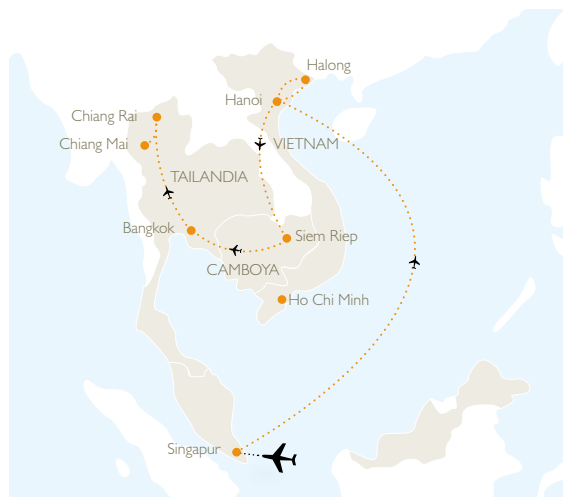 Halong
Hanoi
Chiang Rai
Chiang Mai
VIETNAM
TAILANDIA
Bangkok
Siem Riep
CAMBOYA
Ho Chi Minh
Singapur